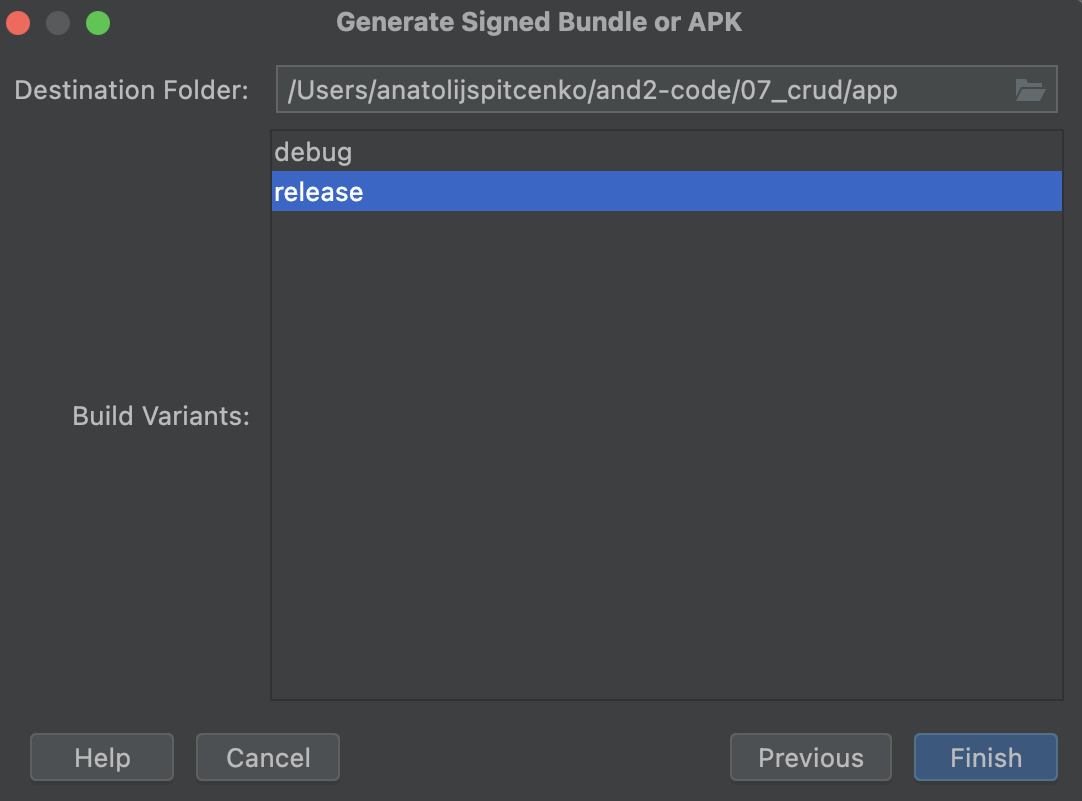 Generate Signed Bundle or APK
Destination Folder: /Users/anatolijspitcenko/and2-code/07_crud/app
debug
release
Build Variants:
Help Cancel Previous Finish